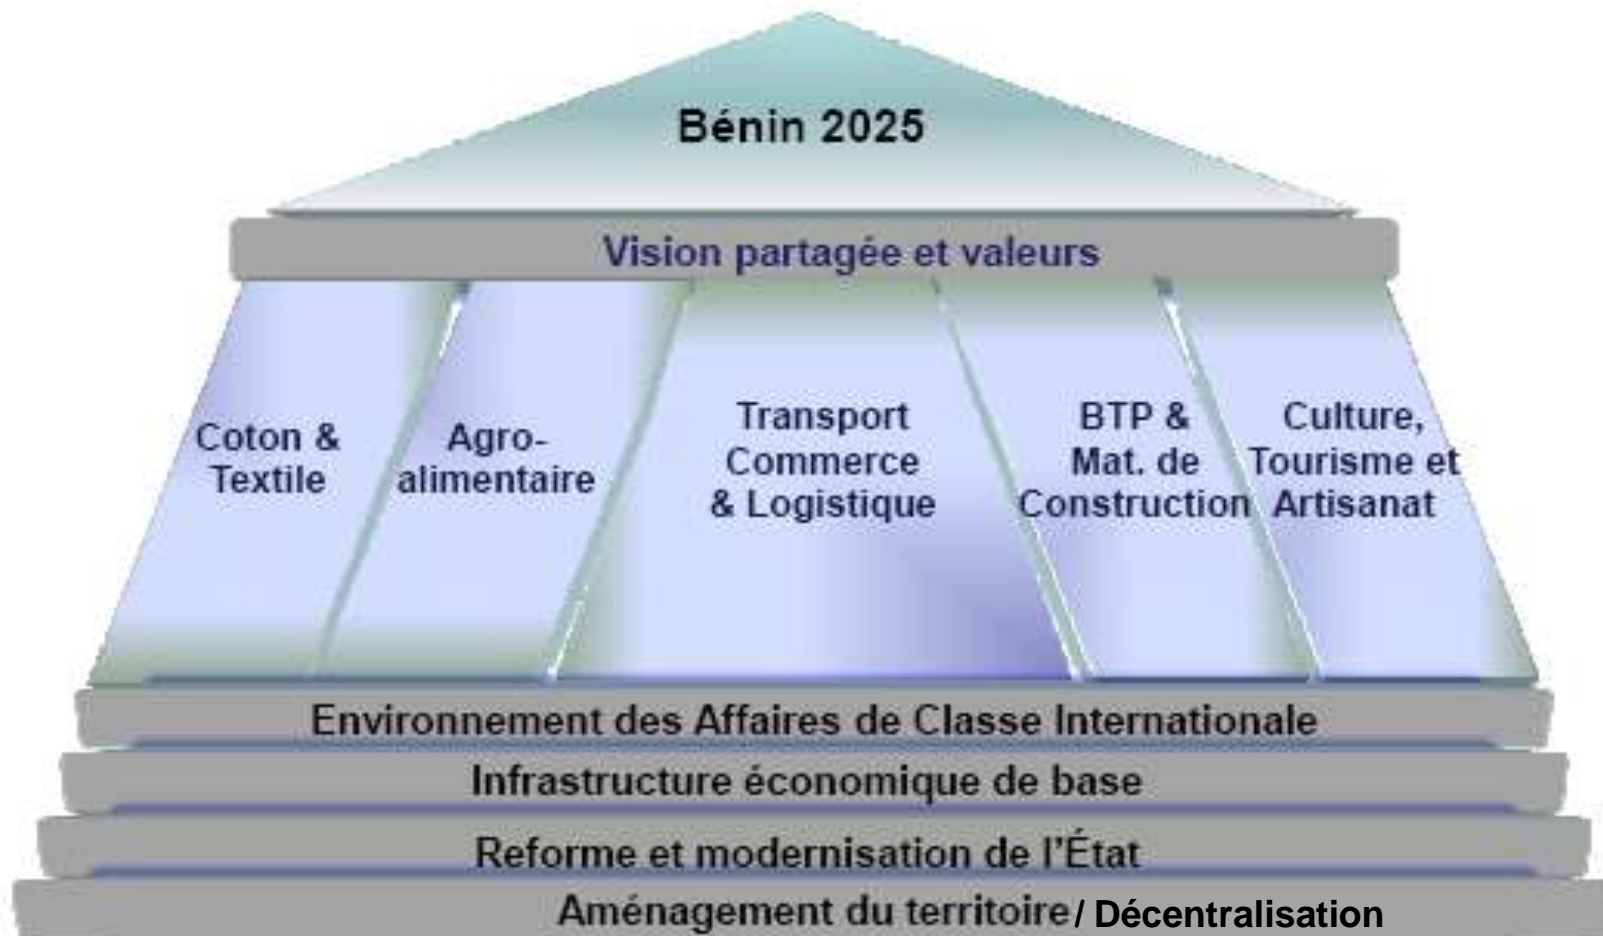 Bénin 2025
Vision partagée et valeurs
Coton &
Textile
Agro-
alimentaire
Transport
Commerce
& Logistique
BTP &
Mat. de
Construction
Culture,
Tourisme et
Artisanat
Environnement des Affaires de Classe Internationale
Infrastructure économique de base
Reforme et modernisation de l'État
Aménagement du territoire / Décentralisation